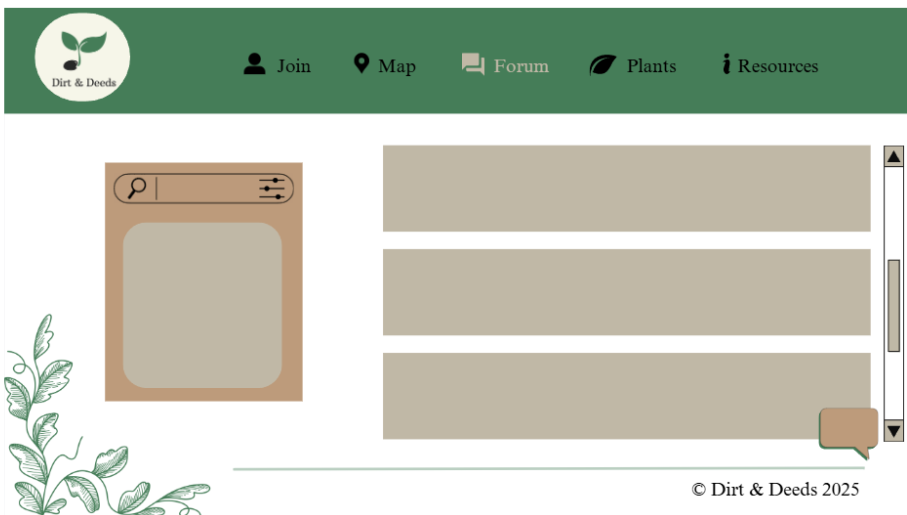 Dirt & Deeds
Join Map Forum Plants Resources
© Dirt & Deeds 2025